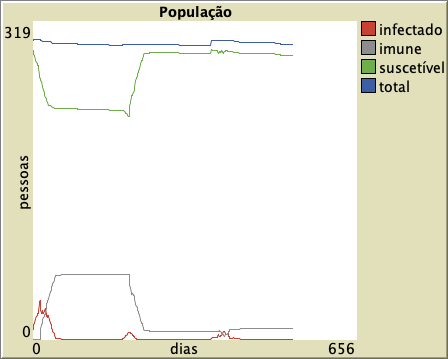 População
319
pessoas
0
0
dias
656
infectado
imune
suscetível
total